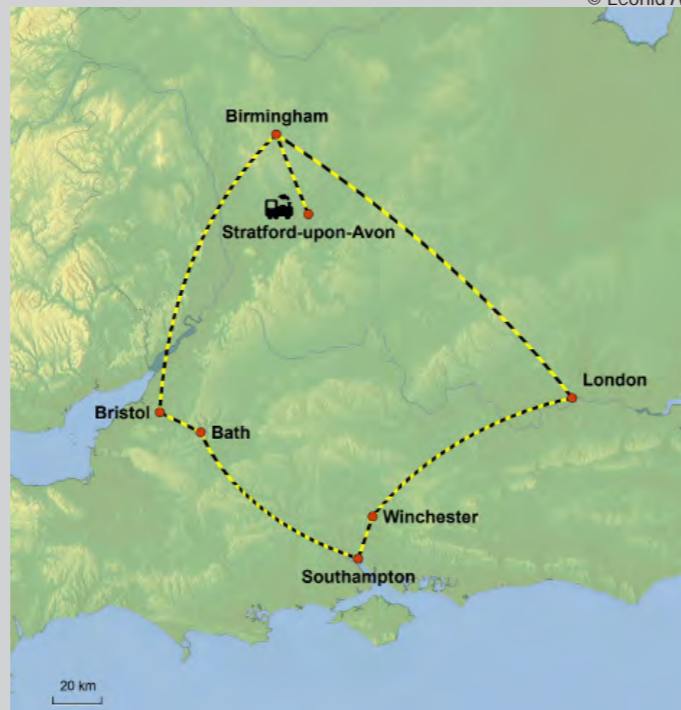 Birmingham
Stratford-upon-Avon
London
Bristol
Bath
Winchester
Southampton
20 km